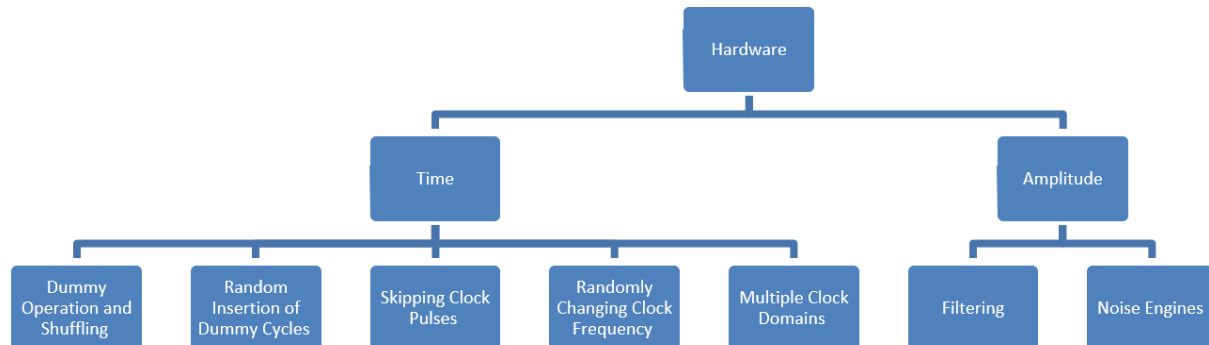 Hardware
Time
Amplitude
Dummy
Operation and
Shuffling
Random
Insertion of
Dummy Cycles
Skipping Clock
Pulses
Randomly
Changing Clock
Frequency
Multiple Clock
Domains
Filtering
Noise Engines